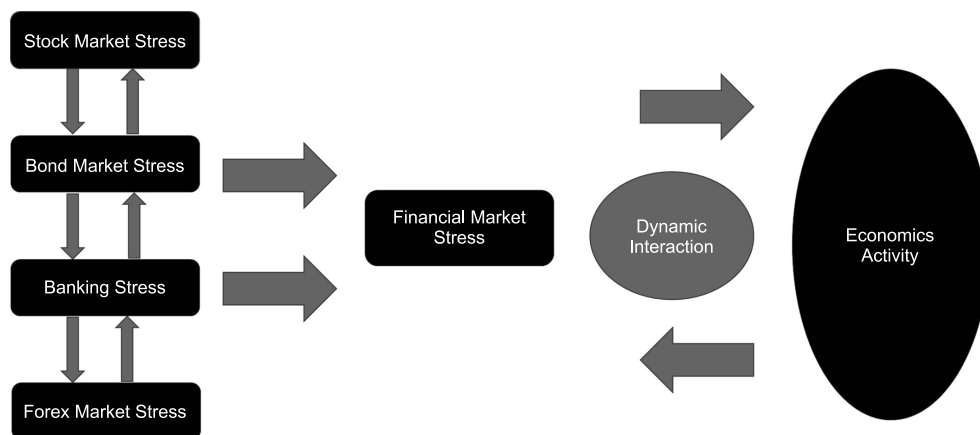 Stock Market Stress
Bond Market Stress
Banking Stress
Forex Market Stress
Financial Market
Stress
Dynamic
Interaction
Economics
Activity